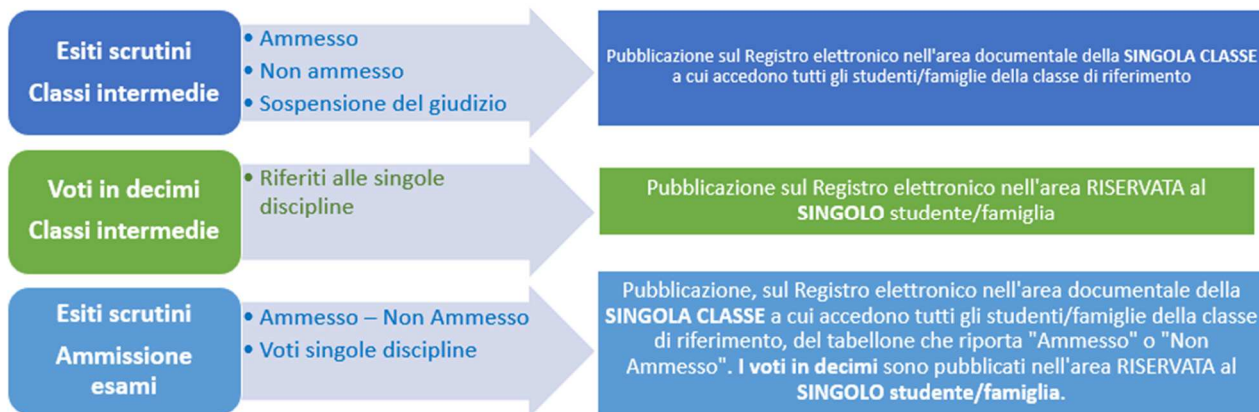 Esiti scrutini
Classi intermedie
• Ammesso
• Non ammesso
• Sospensione del giudizio
Pubblicazione sul Registro elettronico nell'area documentale della SINGOLA CLASSE
a cui accedono tutti gli studenti/famiglie della classe di riferimento
Voti in decimi
Classi intermedie
• Riferiti alle singole
discipline
Pubblicazione sul Registro elettronico nell'area RISERVATA al
SINGOLO studente/famiglia
Esiti scrutini
Ammissione
esami
• Ammesso – Non Ammesso
• Voti singole discipline
Pubblicazione, sul Registro elettronico nell'area documentale della
SINGOLA CLASSE a cui accedono tutti gli studenti/famiglie della classe
di riferimento, del tabellone che riporta "Ammesso" o "Non
Ammesso". I voti in decimi sono pubblicati nell'area RISERVATA al
SINGOLO studente/famiglia.